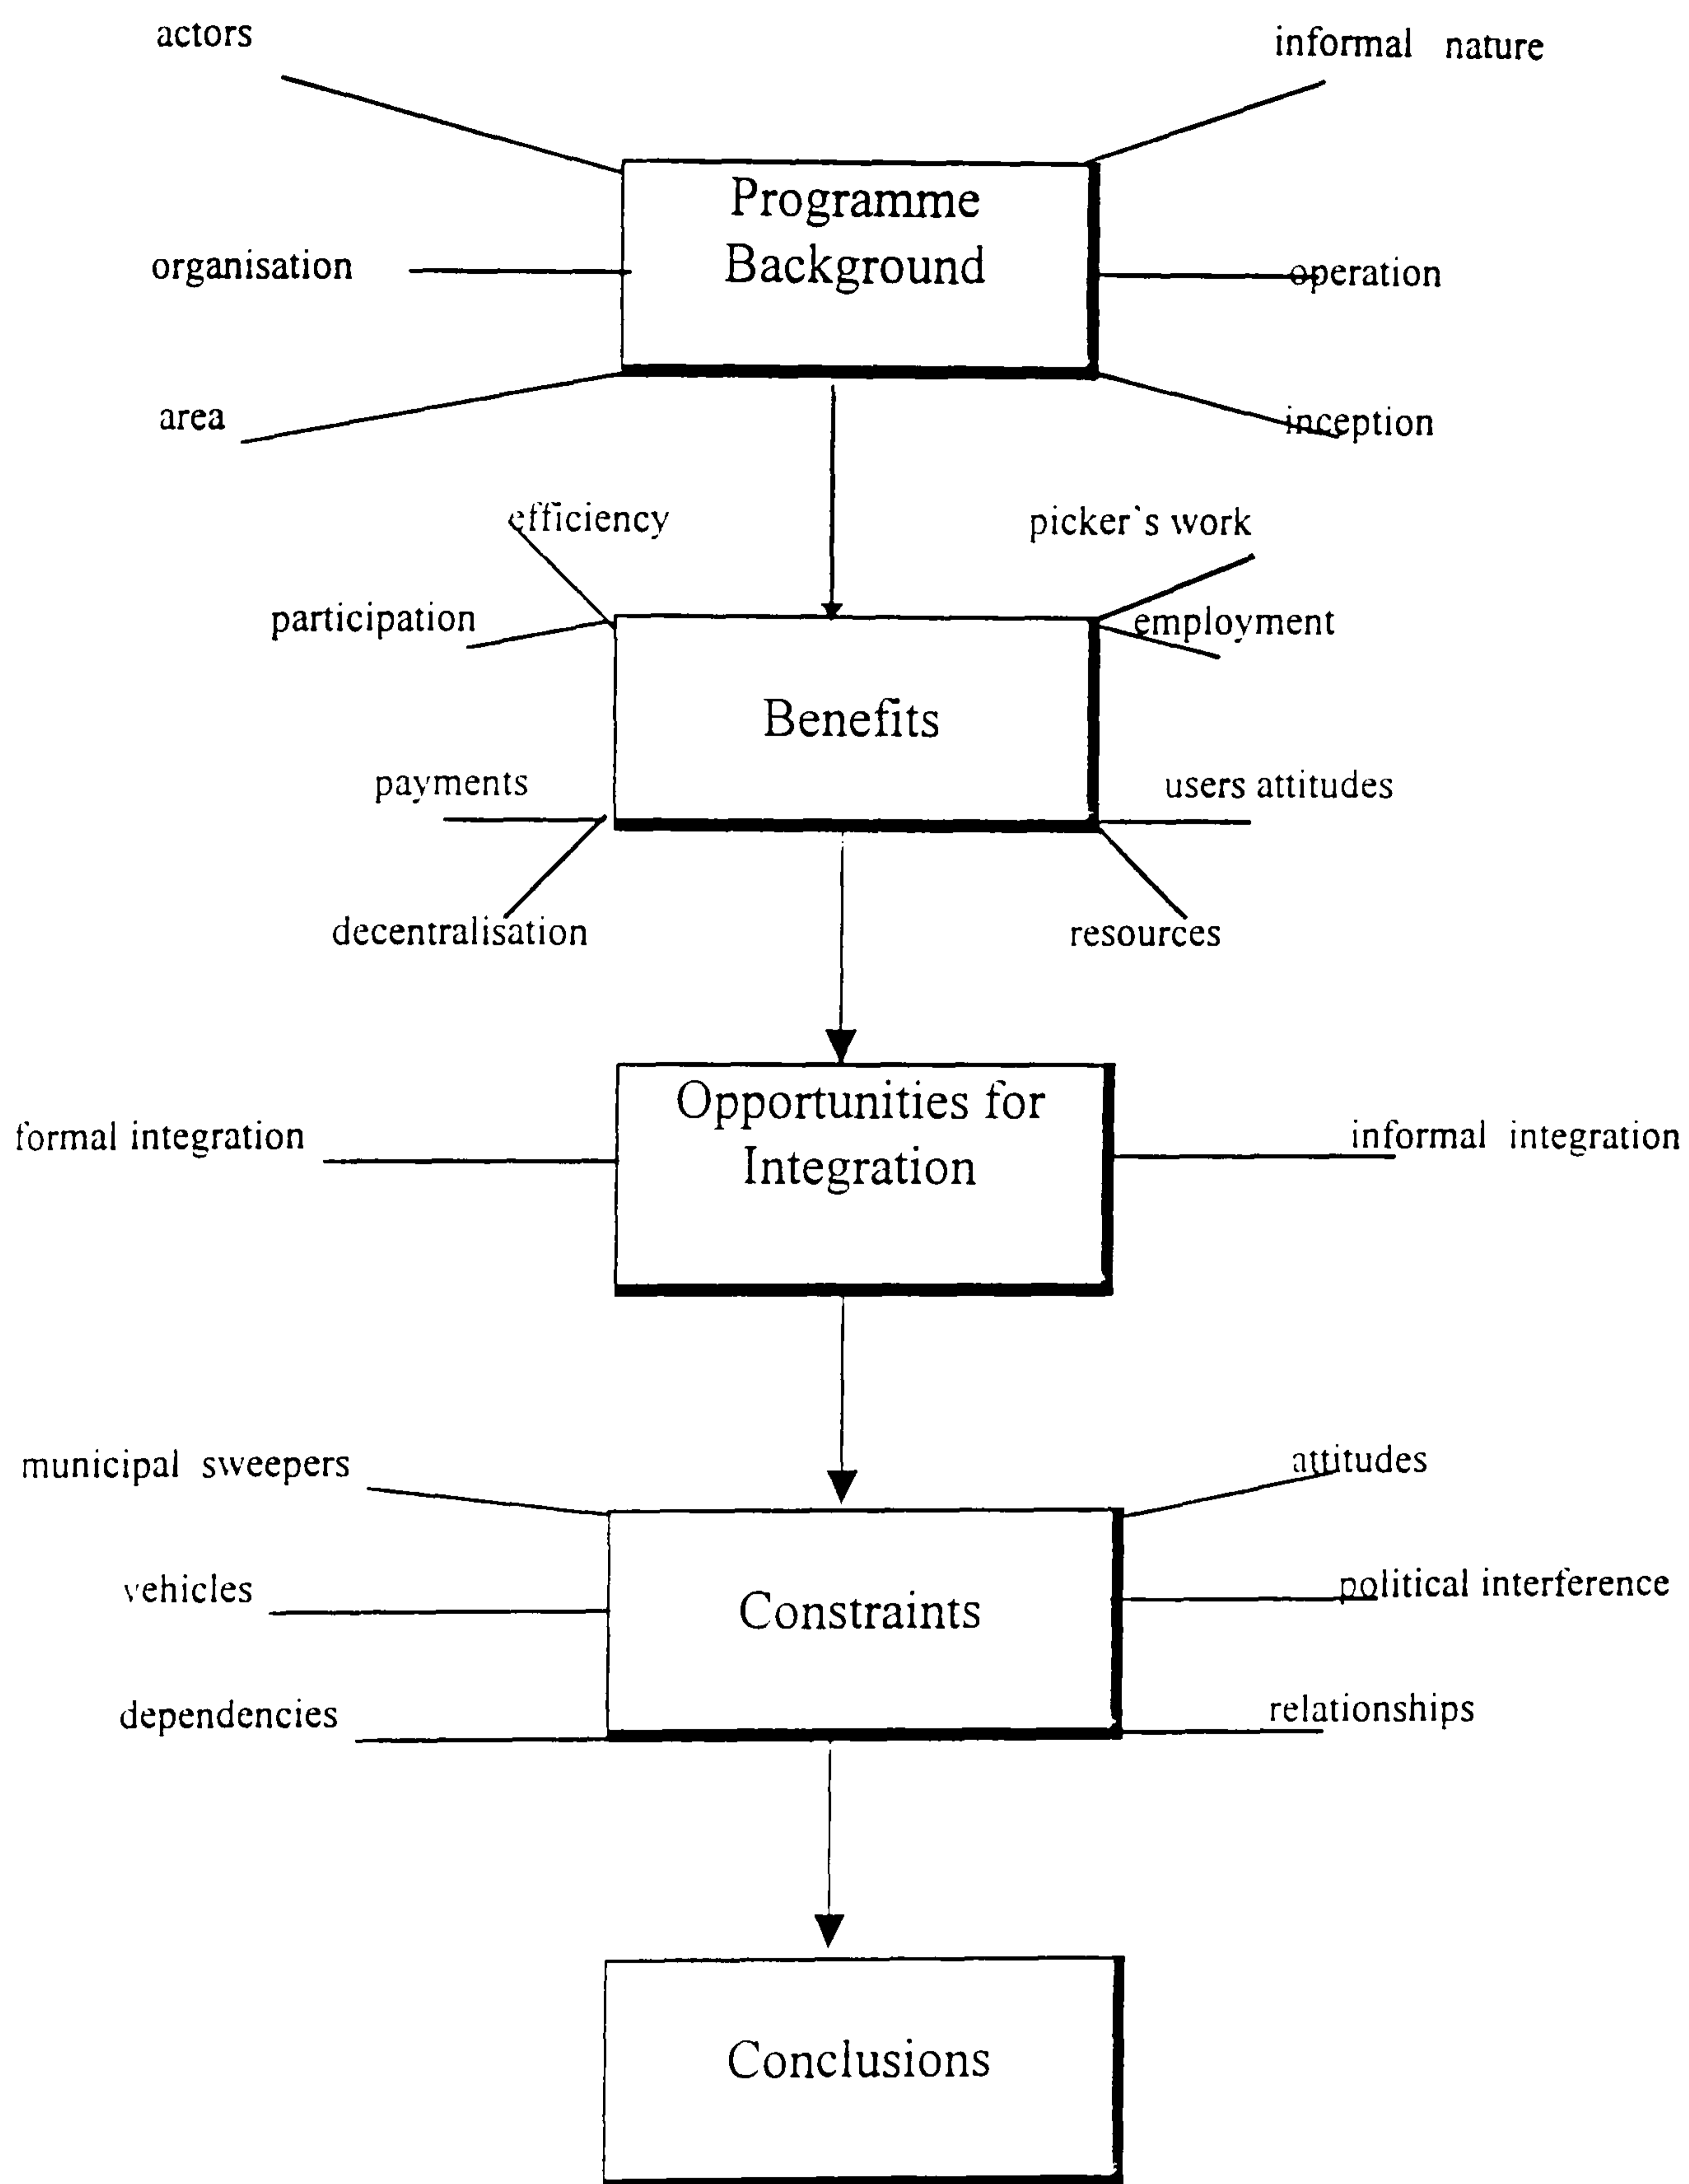 actors
informal nature
Programme
Background
organisation
operation
area
inception
efficiency
picker's work
participation
employment
Benefits
payments
users attitudes
decentralisation
resources
Opportunities for
Integration
formal integration
informal integration
municipal sweepers
attitudes
vehicles
political interference
Constraints
dependencies
relationships
Conclusions